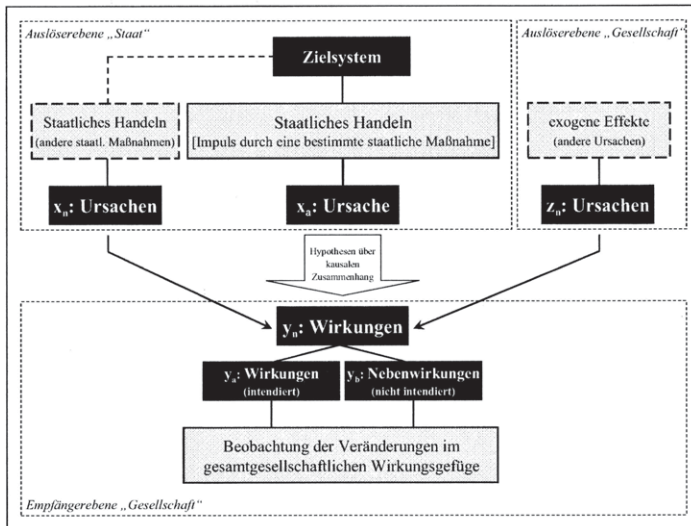 Auslöserebene „Staat“
Auslöserebene „Gesellschaft“
Zielsystem
Staatliches Handeln
(andere staatl. Maßnahmen)
Staatliches Handeln
[Impuls durch eine bestimmte staatliche Maßnahme]
exogene Effekte
(andere Ursachen)
xn: Ursachen
xa: Ursache
zn: Ursachen
Hypothesen über
kausalen
Zusammenhang
yn: Wirkungen
ya: Wirkungen
(intendiert)
yb: Nebenwirkungen
(nicht intendiert)
Beobachtung der Veränderungen im
gesamtgesellschaftlichen Wirkungsgefüge
Empfängerebene „Gesellschaft“